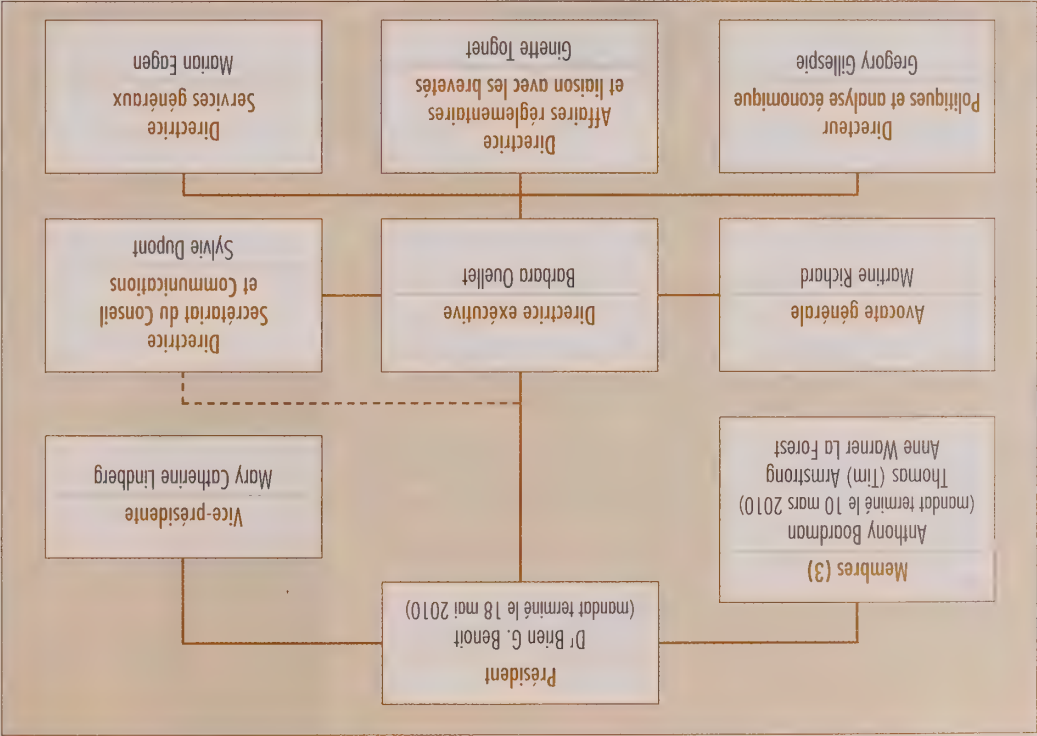 Président
Dʳ Brien G. Benoit
(mandat terminé le 18 mai 2010)
Membres (3)
Anthony Boardman
(mandat terminé le 10 mars 2010)
Thomas (Tim) Armstrong
Anne Warner La Forest
Vice-présidente
Mary Catherine Lindberg
Avocate générale
Martine Richard
Directrice exécutive
Barbara Ouellet
Directrice
Secrétariat du Conseil
et Communications
Sylvie Dupont
Directeur
Politiques et analyse économique
Gregory Gillespie
Directrice
Affaires réglementaires
et liaison avec les brevetés
Ginette Tognet
Directrice
Services généraux
Marian Eagen